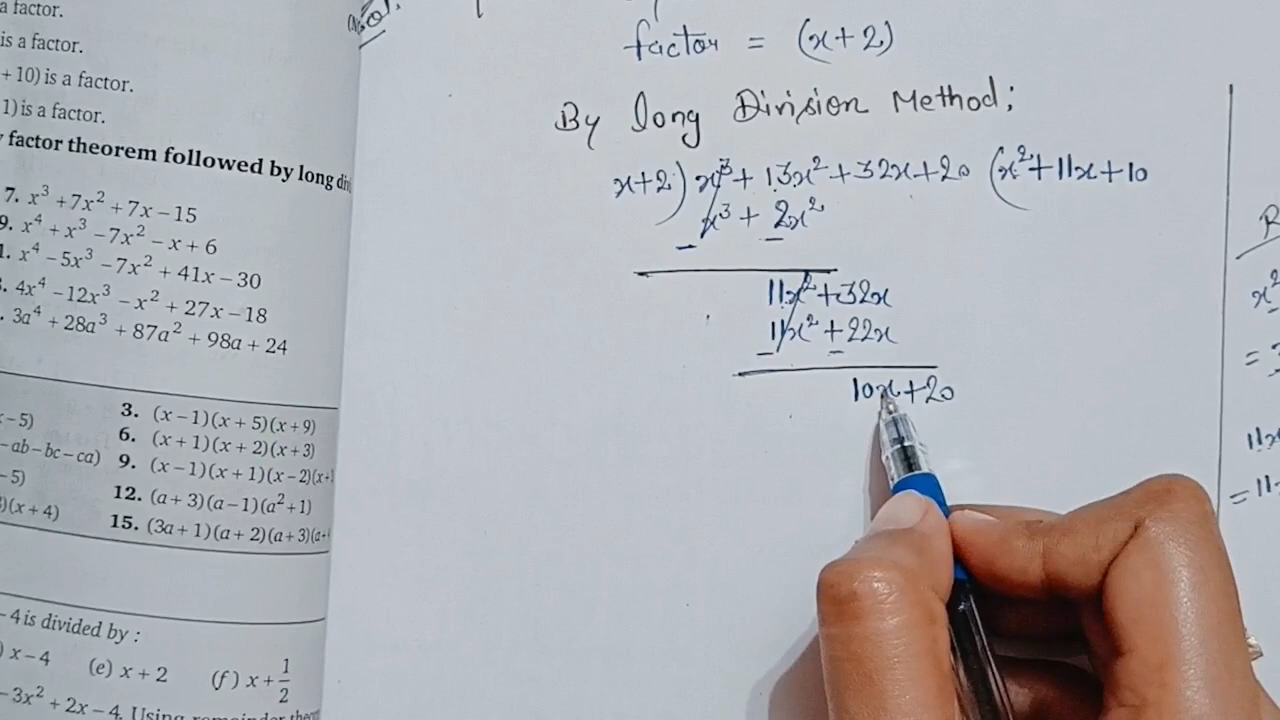 a factor.
is a factor.
+ 10) is a factor.
1) is a factor.
factor theorem followed by long
7. x³ + 7x² + 7x – 15
9. x⁴ + x³ – 7x² – x + 6
. x⁴ – 5x³ – 7x² + 41x – 30
. 4x⁴ – 12x³ – x² + 27x – 18
. 3a⁴ + 28a³ + 87a² + 98a + 24
–5)
3. (x – 1)(x + 5)(x + 9)
–ab – bc – ca)
6. (x + 1)(x + 2)(x + 3)
–5)
9. (x – 1)(x + 1)(x – 2)(x+
)(x + 4)
12. (a + 3)(a – 1)(a² + 1)
15. (3a + 1)(a + 2)(a + 3)(a+
– 4 is divided by :
) x – 4 (e) x + 2 (f) x + 1/2
– 3x² + 2x – 4. Using remainder
Sol.
factor = (x+2)
By long Division Method;
x+2) x³ + 13x² + 32x + 20 (x² + 11x + 10
x³ + 2x²
– –
11x² + 32x
11x² + 22x
– –
10x + 20
R
x²
=
11x
= 11